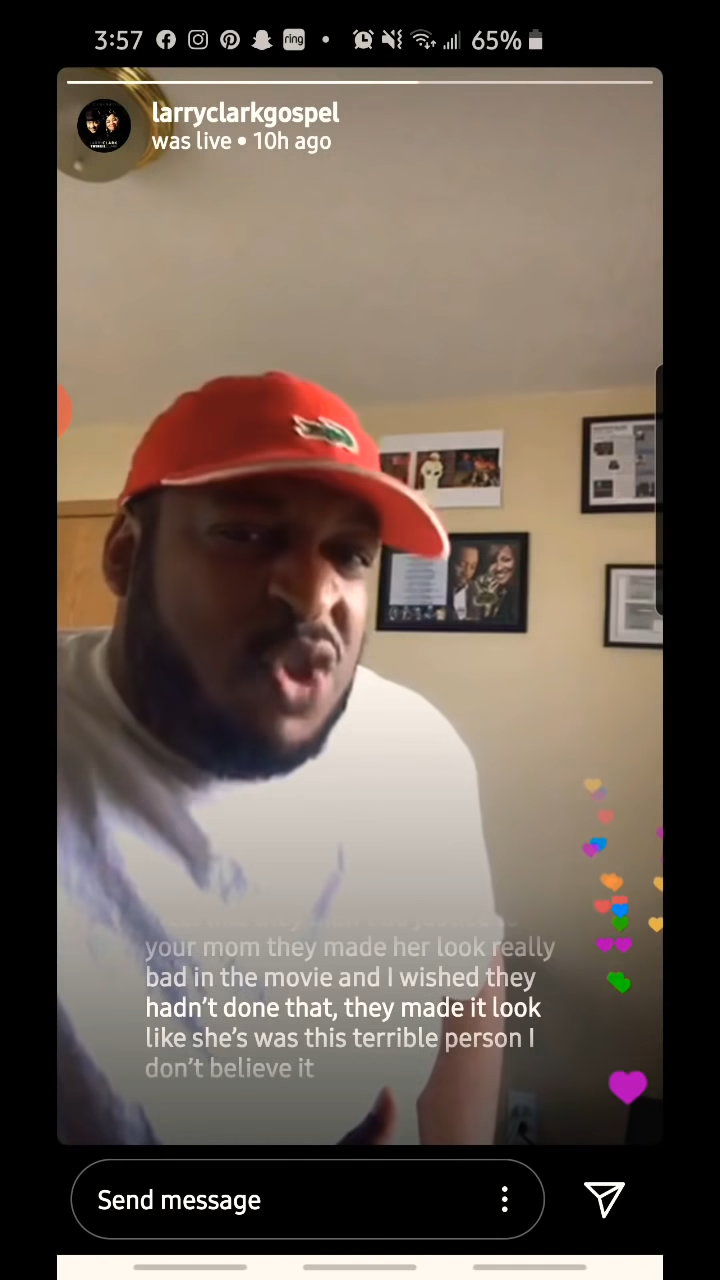 3:57
ring
65%
larryclarkgospel
was live • 10h ago
your mom they made her look really
bad in the movie and I wished they
hadn't done that, they made it look
like she's was this terrible person I
don't believe it
Send message